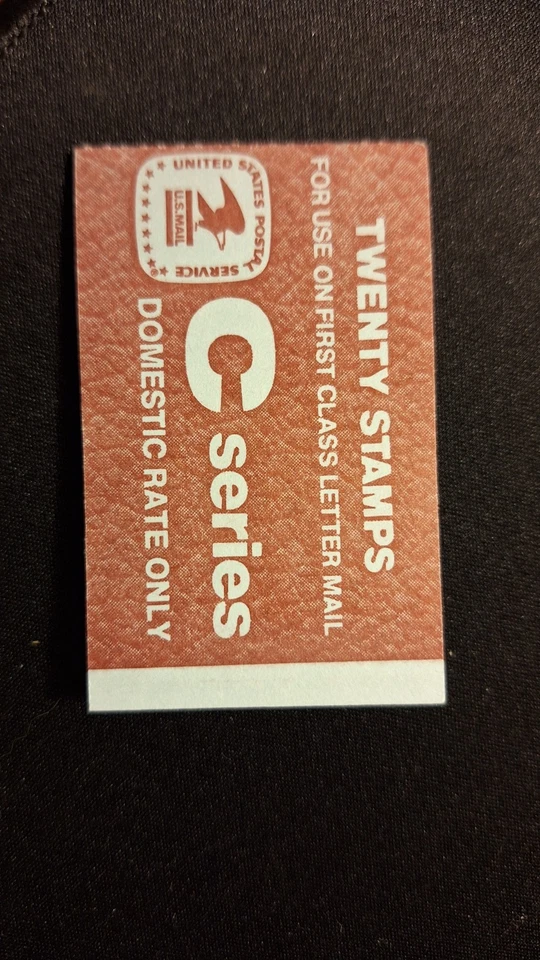 TWENTY STAMPS
FOR USE ON FIRST CLASS LETTER MAIL
UNITED STATES POSTAL SERVICE
U.S.MAIL
®
C series
DOMESTIC RATE ONLY